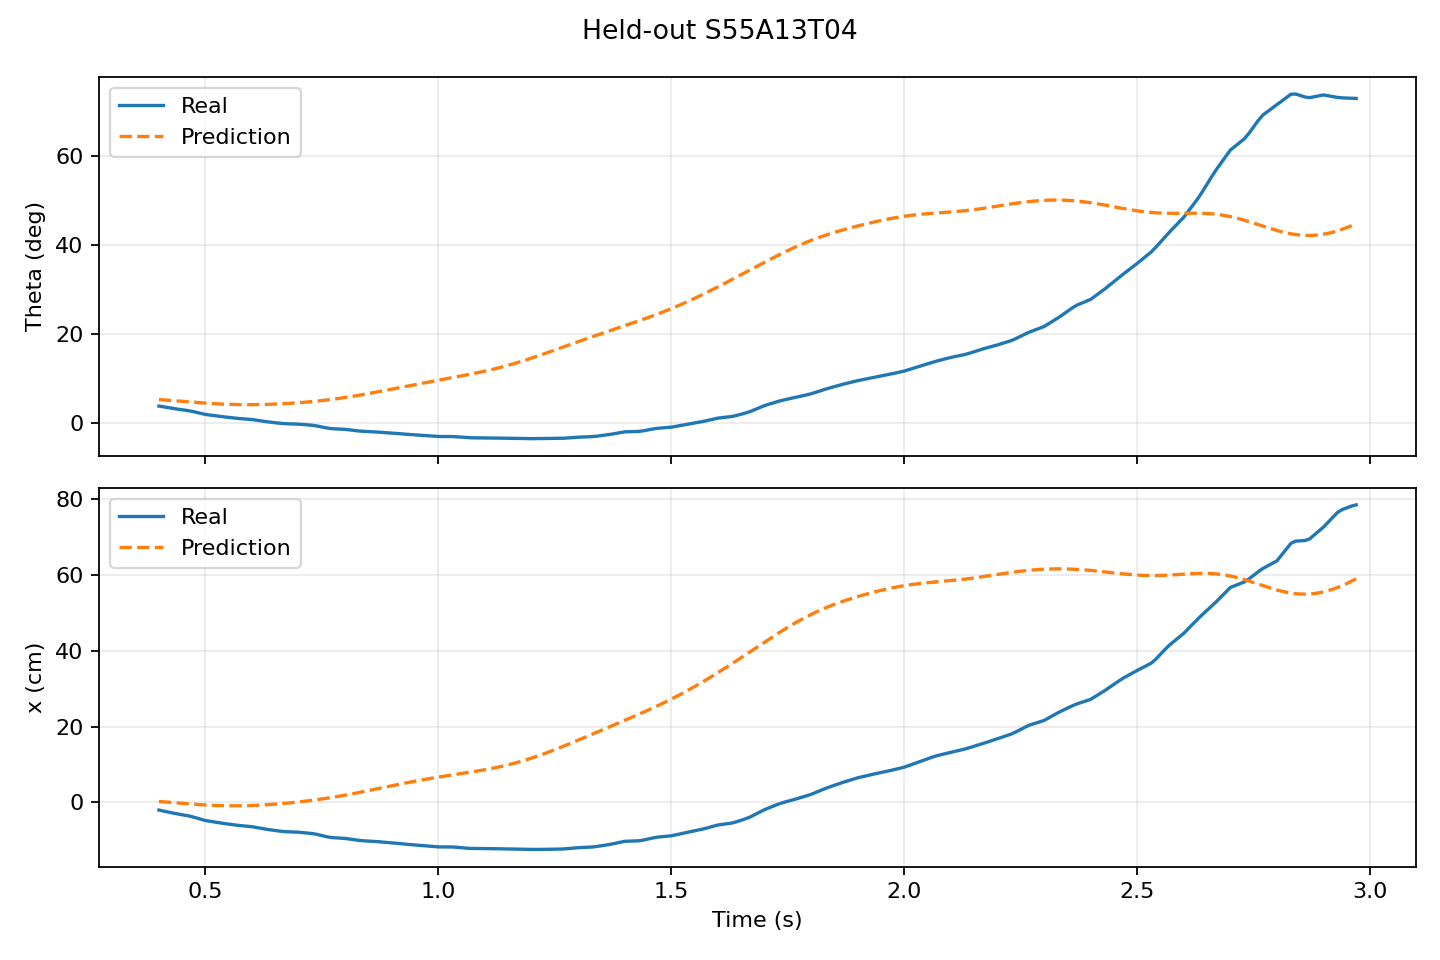 Held-out S55A13T04
Real
Prediction
Theta (deg)
60
40
20
0
Real
Prediction
x (cm)
80
60
40
20
0
0.5 1.0 1.5 2.0 2.5 3.0
Time (s)